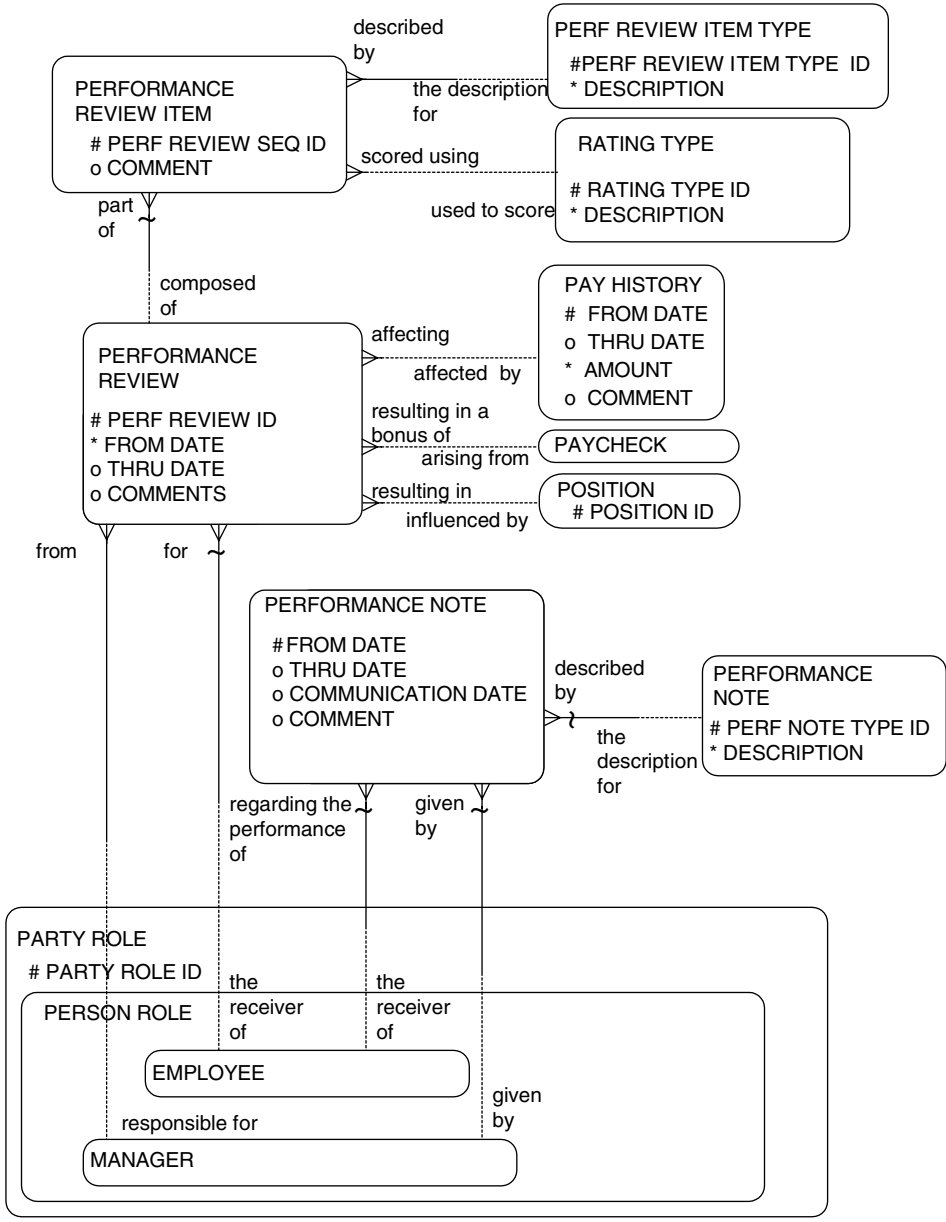 described
by
the description
for
PERF REVIEW ITEM TYPE
#PERF REVIEW ITEM TYPE ID
* DESCRIPTION
PERFORMANCE
REVIEW ITEM
# PERF REVIEW SEQ ID
o COMMENT
scored using
used to score
RATING TYPE
# RATING TYPE ID
* DESCRIPTION
part
of
composed
of
PERFORMANCE
REVIEW
# PERF REVIEW ID
* FROM DATE
o THRU DATE
o COMMENTS
affecting
affected by
PAY HISTORY
# FROM DATE
o THRU DATE
* AMOUNT
o COMMENT
resulting in a
bonus of
arising from
PAYCHECK
resulting in
influenced by
POSITION
# POSITION ID
from
for
PERFORMANCE NOTE
#FROM DATE
o THRU DATE
o COMMUNICATION DATE
o COMMENT
described
by
the
description
for
PERFORMANCE
NOTE
# PERF NOTE TYPE ID
* DESCRIPTION
regarding the
performance
of
given
by
PARTY ROLE
# PARTY ROLE ID
PERSON ROLE
the
receiver
of
the
receiver
of
EMPLOYEE
responsible for
given
by
MANAGER